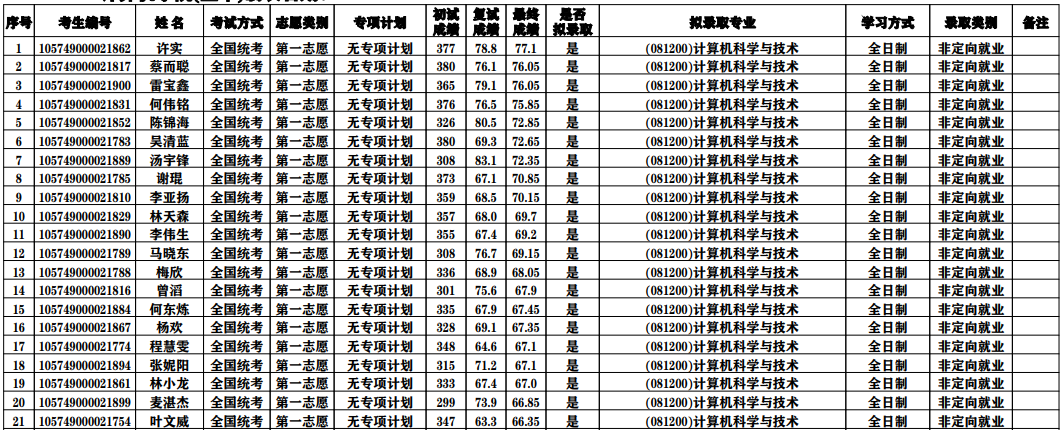 序号 考生编号 姓 名 考试方式 志愿类别 专项计划 初试成绩 复试成绩 最终成绩 是否拟录取 拟录取专业 学习方式 录取类别 备注
1 105749000021862 许实 全国统考 第一志愿 无专项计划 377 78.8 77.1 是 (081200)计算机科学与技术 全日制 非定向就业
2 105749000021817 蔡而聪 全国统考 第一志愿 无专项计划 380 76.1 76.05 是 (081200)计算机科学与技术 全日制 非定向就业
3 105749000021900 雷宝鑫 全国统考 第一志愿 无专项计划 365 79.1 76.05 是 (081200)计算机科学与技术 全日制 非定向就业
4 105749000021831 何伟铭 全国统考 第一志愿 无专项计划 376 76.5 75.85 是 (081200)计算机科学与技术 全日制 非定向就业
5 105749000021852 陈锦海 全国统考 第一志愿 无专项计划 326 80.5 72.85 是 (081200)计算机科学与技术 全日制 非定向就业
6 105749000021783 吴清蓝 全国统考 第一志愿 无专项计划 380 69.3 72.65 是 (081200)计算机科学与技术 全日制 非定向就业
7 105749000021889 汤宇锋 全国统考 第一志愿 无专项计划 308 83.1 72.35 是 (081200)计算机科学与技术 全日制 非定向就业
8 105749000021785 谢琨 全国统考 第一志愿 无专项计划 373 67.1 70.85 是 (081200)计算机科学与技术 全日制 非定向就业
9 105749000021810 李亚扬 全国统考 第一志愿 无专项计划 359 68.5 70.15 是 (081200)计算机科学与技术 全日制 非定向就业
10 105749000021829 林天森 全国统考 第一志愿 无专项计划 357 68.0 69.7 是 (081200)计算机科学与技术 全日制 非定向就业
11 105749000021890 李伟生 全国统考 第一志愿 无专项计划 355 67.4 69.2 是 (081200)计算机科学与技术 全日制 非定向就业
12 105749000021789 马晓东 全国统考 第一志愿 无专项计划 308 76.7 69.15 是 (081200)计算机科学与技术 全日制 非定向就业
13 105749000021788 梅欣 全国统考 第一志愿 无专项计划 336 68.9 68.05 是 (081200)计算机科学与技术 全日制 非定向就业
14 105749000021816 曾滔 全国统考 第一志愿 无专项计划 301 75.6 67.9 是 (081200)计算机科学与技术 全日制 非定向就业
15 105749000021884 何东炼 全国统考 第一志愿 无专项计划 335 67.9 67.45 是 (081200)计算机科学与技术 全日制 非定向就业
16 105749000021867 杨欢 全国统考 第一志愿 无专项计划 328 69.1 67.35 是 (081200)计算机科学与技术 全日制 非定向就业
17 105749000021774 程慧雯 全国统考 第一志愿 无专项计划 348 64.6 67.1 是 (081200)计算机科学与技术 全日制 非定向就业
18 105749000021894 张妮阳 全国统考 第一志愿 无专项计划 315 71.2 67.1 是 (081200)计算机科学与技术 全日制 非定向就业
19 105749000021861 林小龙 全国统考 第一志愿 无专项计划 333 67.4 67.0 是 (081200)计算机科学与技术 全日制 非定向就业
20 105749000021899 麦湛杰 全国统考 第一志愿 无专项计划 299 73.9 66.85 是 (081200)计算机科学与技术 全日制 非定向就业
21 105749000021754 叶文威 全国统考 第一志愿 无专项计划 347 63.3 66.35 是 (081200)计算机科学与技术 全日制 非定向就业